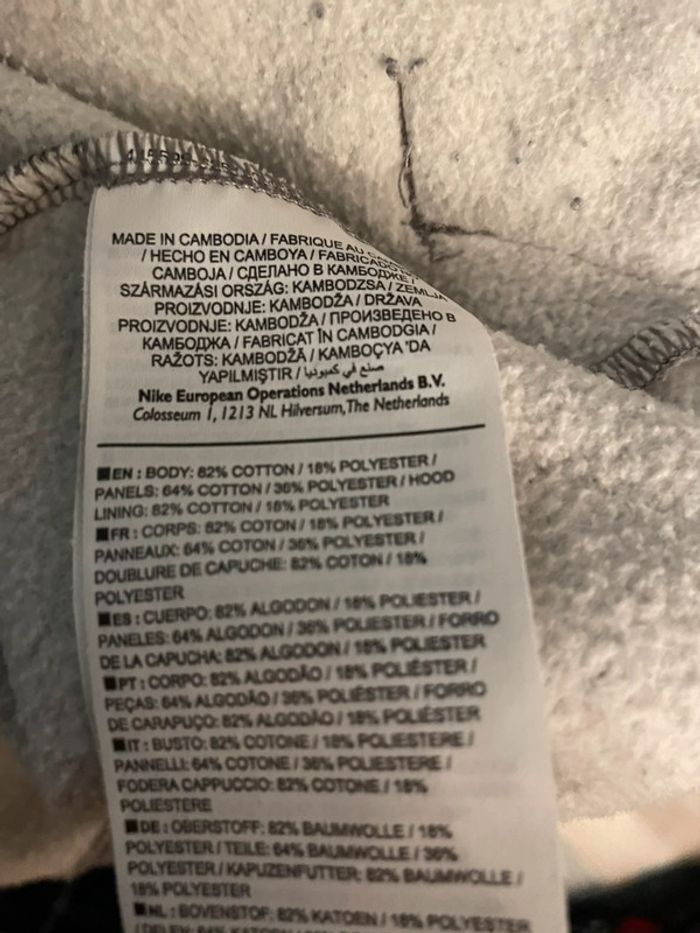 MADE IN CAMBODIA / FABRIQUE AU
/ HECHO EN CAMBOYA / FABRICADO
CAMBOJA / СДЕЛАНО В КАМБОДЖЕ /
SZÁRMAZÁSI ORSZÁG: KAMBODZSA / ZEMLJA
PROIZVODNJE: KAMBODŽA / DRŽAVA
PROIZVODNJE: KAMBODŽA / ПРОИЗВЕДЕНО В
КАМБОДЖА / FABRICAT ÎN CAMBODGIA /
RAŽOTS: KAMBODŽĀ / KAMBOÇYA 'DA
YAPILMIŞTIR / صنع في كمبوديا
Nike European Operations Netherlands B.V.
Colosseum 1, 1213 NL Hilversum, The Netherlands
EN : BODY: 82% COTTON / 18% POLYESTER /
PANELS: 64% COTTON / 36% POLYESTER / HOOD
LINING: 82% COTTON / 18% POLYESTER
FR : CORPS: 82% COTON / 18% POLYESTER /
PANNEAUX: 64% COTON / 36% POLYESTER /
DOUBLURE DE CAPUCHE: 82% COTON / 18%
POLYESTER
ES : CUERPO: 82% ALGODON / 18% POLIESTER /
PANELES: 64% ALGODON / 36% POLIESTER / FORRO
DE LA CAPUCHA: 82% ALGODON / 18% POLIESTER
PT : CORPO: 82% ALGODÃO / 18% POLIÉSTER /
PEÇAS: 64% ALGODÃO / 36% POLIÉSTER / FORRO
DE CARAPUÇO: 82% ALGODÃO / 18% POLIÉSTER
IT : BUSTO: 82% COTONE / 18% POLIESTERE /
PANNELLI: 64% COTONE / 36% POLIESTERE /
FODERA CAPPUCCIO: 82% COTONE / 18%
POLIESTERE
DE : OBERSTOFF: 82% BAUMWOLLE / 18%
POLYESTER / TEILE: 64% BAUMWOLLE / 36%
POLYESTER / KAPUZENFUTTER: 82% BAUMWOLLE /
18% POLYESTER
NL : BOVENSTOF: 82% KATOEN / 18% POLYESTER